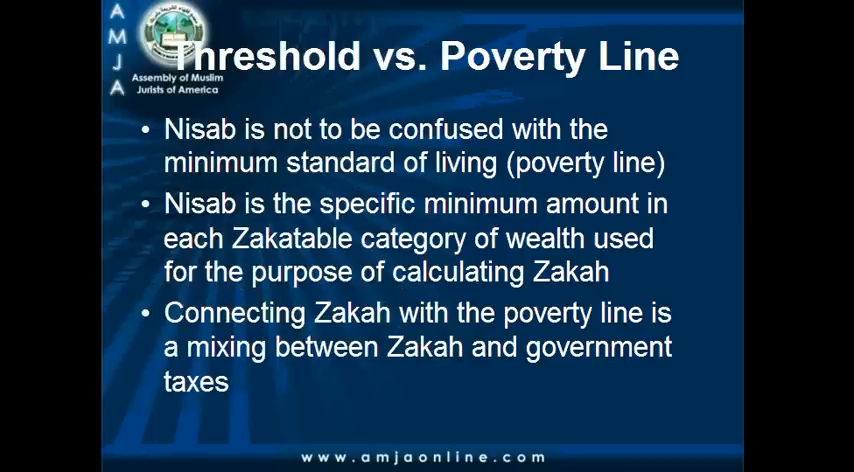 A
M
J
A
Assembly of Muslim
Jurists of America
Threshold vs. Poverty Line
• Nisab is not to be confused with the
minimum standard of living (poverty line)
• Nisab is the specific minimum amount in
each Zakatable category of wealth used
for the purpose of calculating Zakah
• Connecting Zakah with the poverty line is
a mixing between Zakah and government
taxes
www.amjaonline.com